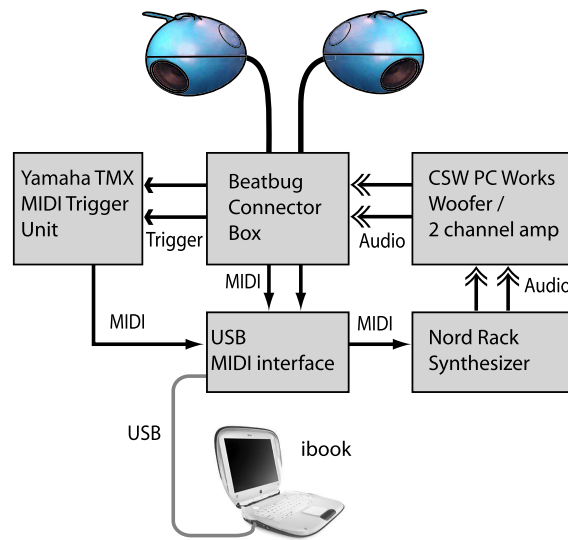 Yamaha TMX
MIDI Trigger
Unit
Beatbug
Connector
Box
CSW PC Works
Woofer /
2 channel amp
Trigger
Audio
MIDI
Audio
MIDI
USB
MIDI interface
MIDI
Nord Rack
Synthesizer
USB
ibook